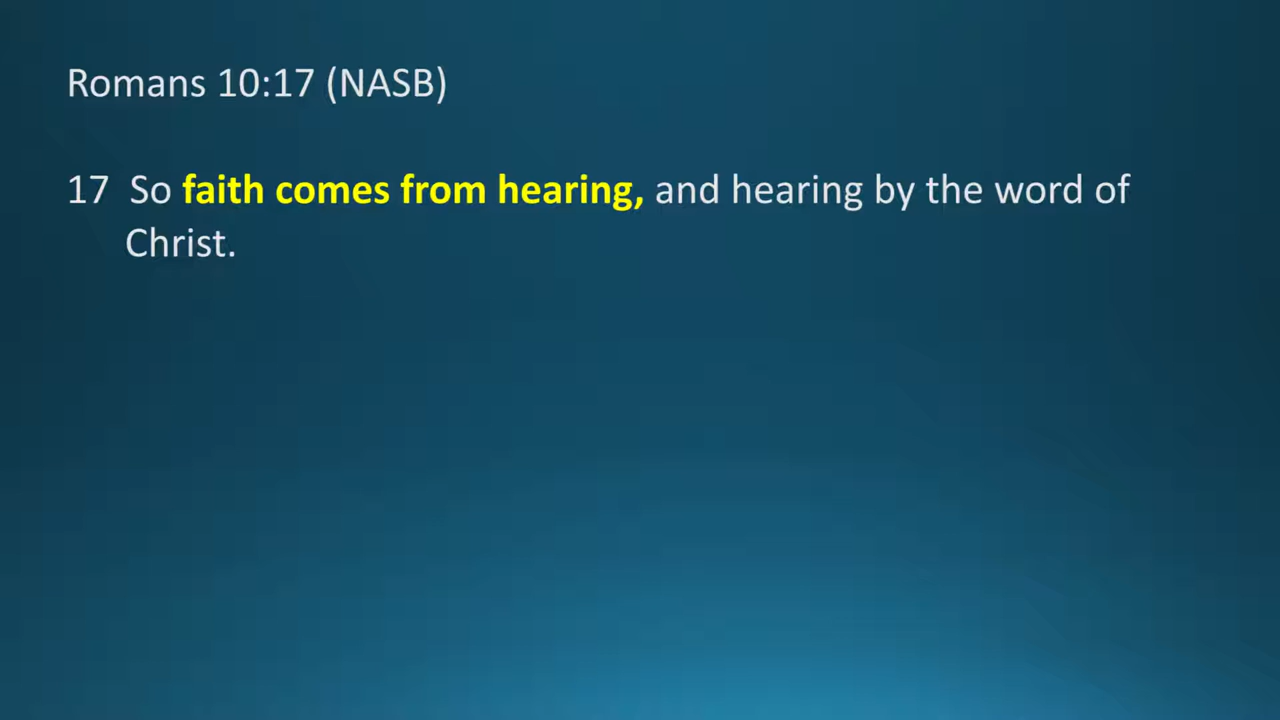 Romans 10:17 (NASB)
17 So faith comes from hearing, and hearing by the word of
Christ.